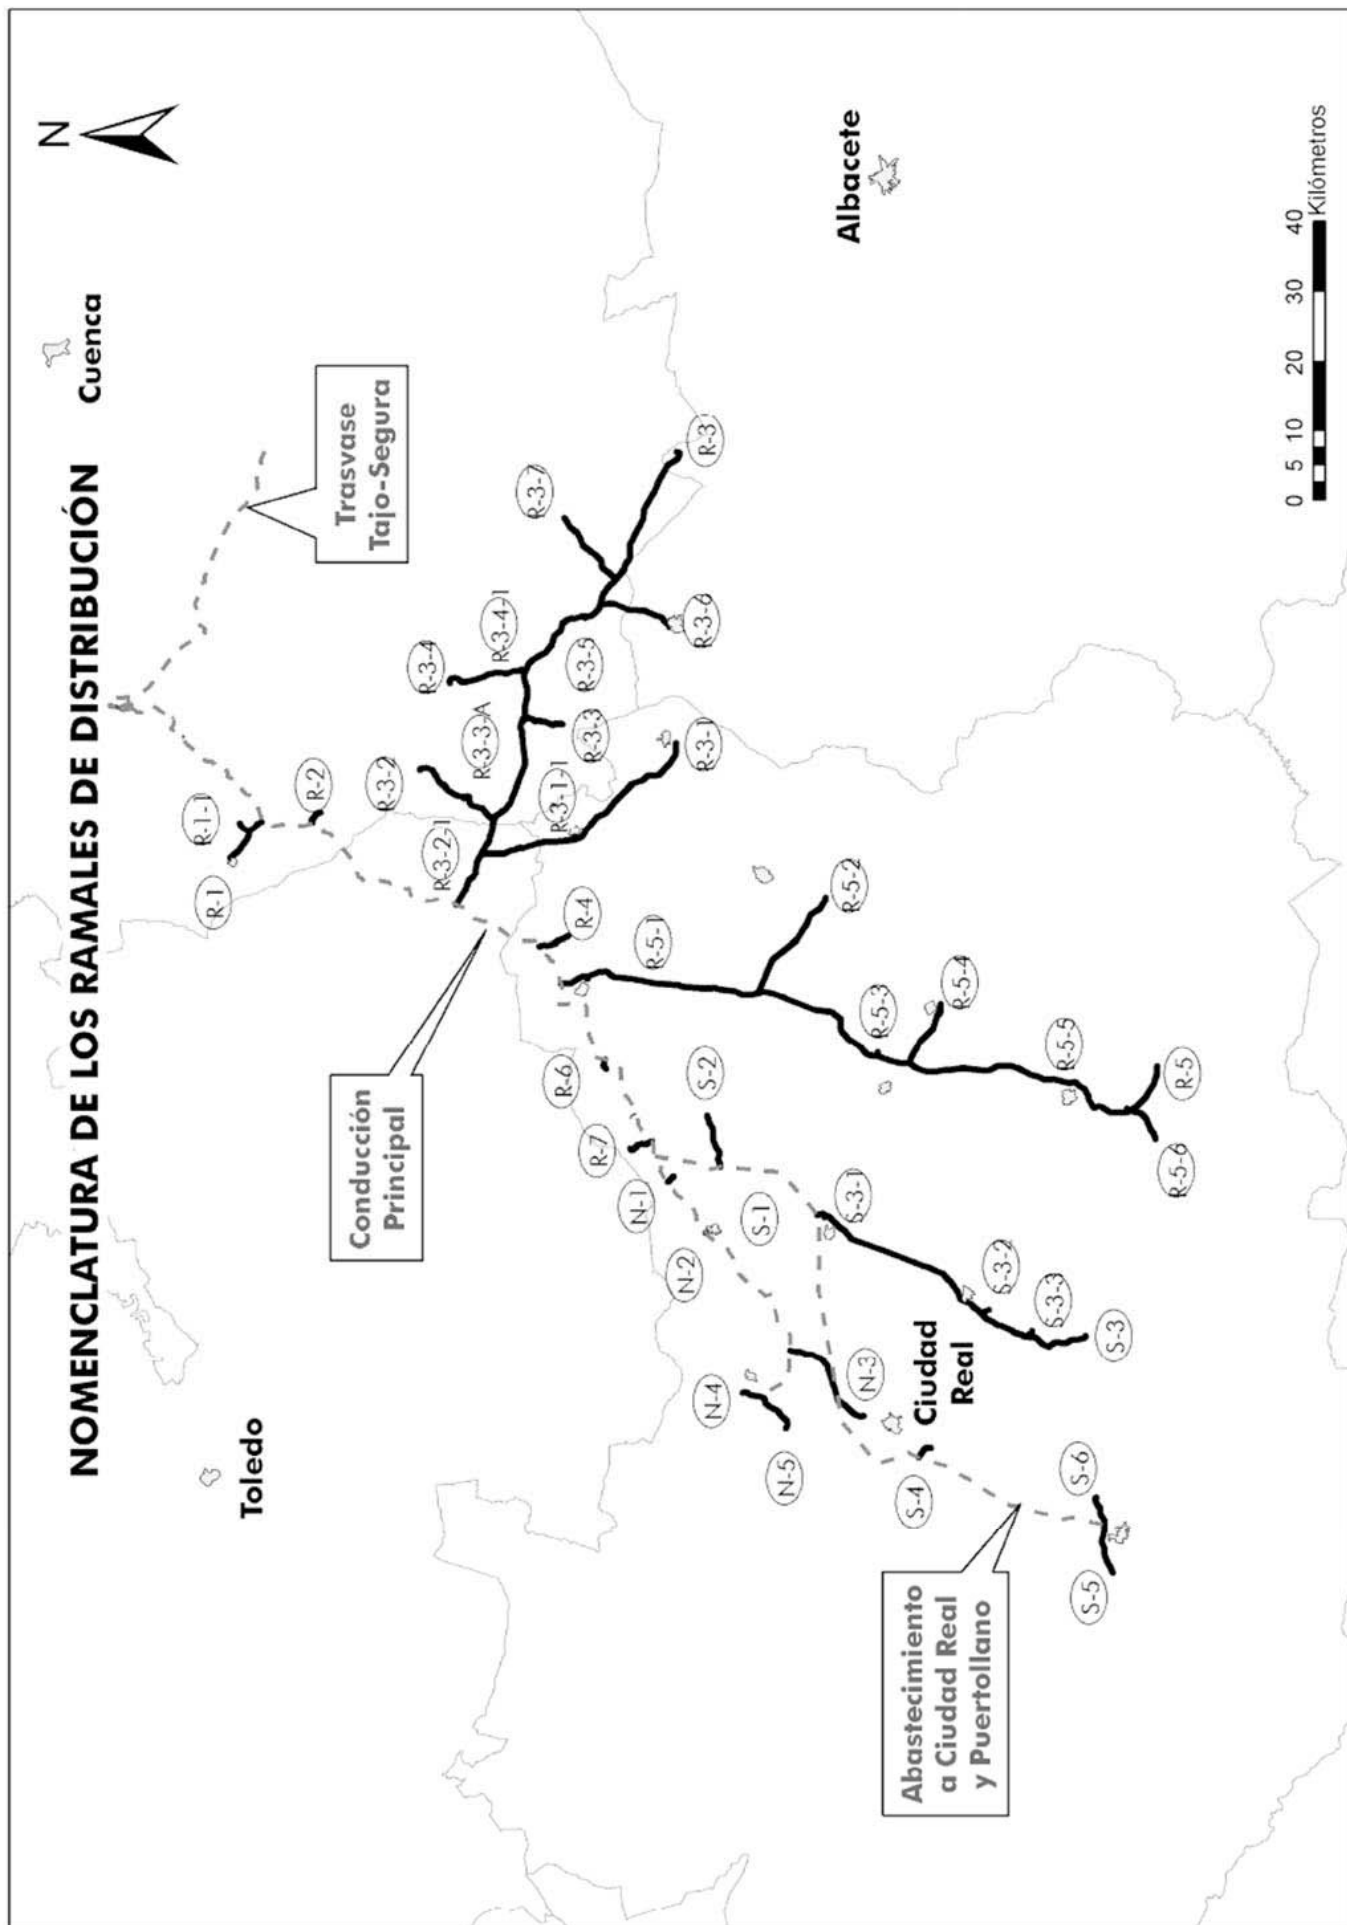 NOMENCLATURA DE LOS RAMALES DE DISTRIBUCIÓN
N
Cuenca
Toledo
Trasvase
Tajo-Segura
Conducción
Principal
R-1
R-1-1
R-2
R-3-2
R-3-2-1
R-3-3-A
R-3-4
R-3-4-1
R-3-7
R-3-1-1
R-3-3
R-3-5
R-3-6
R-3
R-3-1
R-4
R-6
R-5-1
R-7
N-1
S-2
N-2
S-1
N-4
N-5
N-3
R-5-2
S-3-1
R-5-3
R-5-4
Albacete
S-4
Ciudad
Real
S-3-2
S-3-3
R-5-5
S-3
S-6
S-5
R-5
R-5-6
Abastecimiento
a Ciudad Real
y Puertollano
0 5 10 20 30 40
Kilómetros